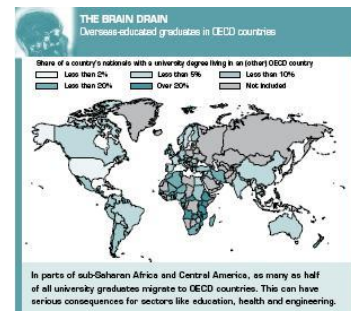 THE BRAIN DRAIN
Overseas-educated graduates in OECD countries
Share of a country's nationals with a university degree living in an (other) OECD country
Less than 2%
Less than 5%
Less than 10%
Less than 20%
Over 20%
Not included
In parts of sub-Saharan Africa and Central America, as many as half
of all university graduates migrate to OECD countries. This can have
serious consequences for sectors like education, health and engineering.